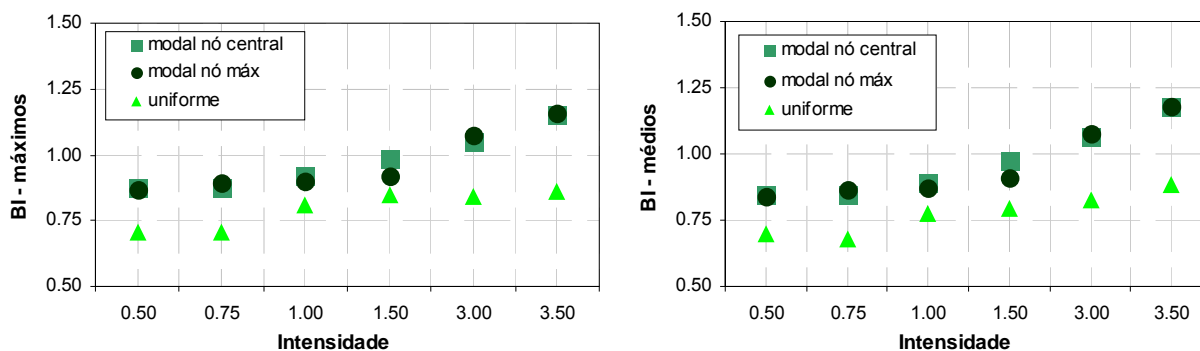 BI - máximos
1.50
1.25
1.00
0.75
0.50
modal nó central
modal nó máx
uniforme
0.50 0.75 1.00 1.50 3.00 3.50
Intensidade
BI - médios
1.50
1.25
1.00
0.75
0.50
modal nó central
modal nó máx
uniforme
0.50 0.75 1.00 1.50 3.00 3.50
Intensidade